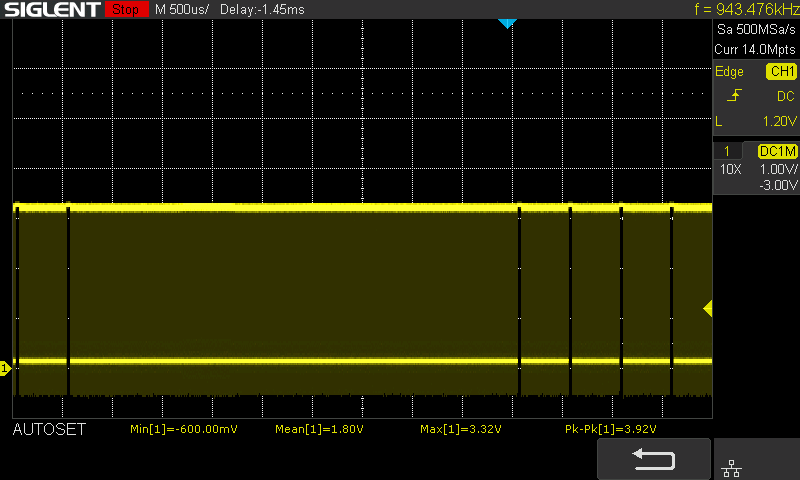 SIGLENT Stop M 500us/ Delay:-1.45ms f = 943.476kHz
Sa 500MSa/s
Curr 14.0Mpts
Edge CH1
DC
L 1.20V
1 DC1M
10X 1.00V/
-3.00V
1
AUTOSET Min[1]=-600.00mV Mean[1]=1.80V Max[1]=3.32V Pk-Pk[1]=3.92V